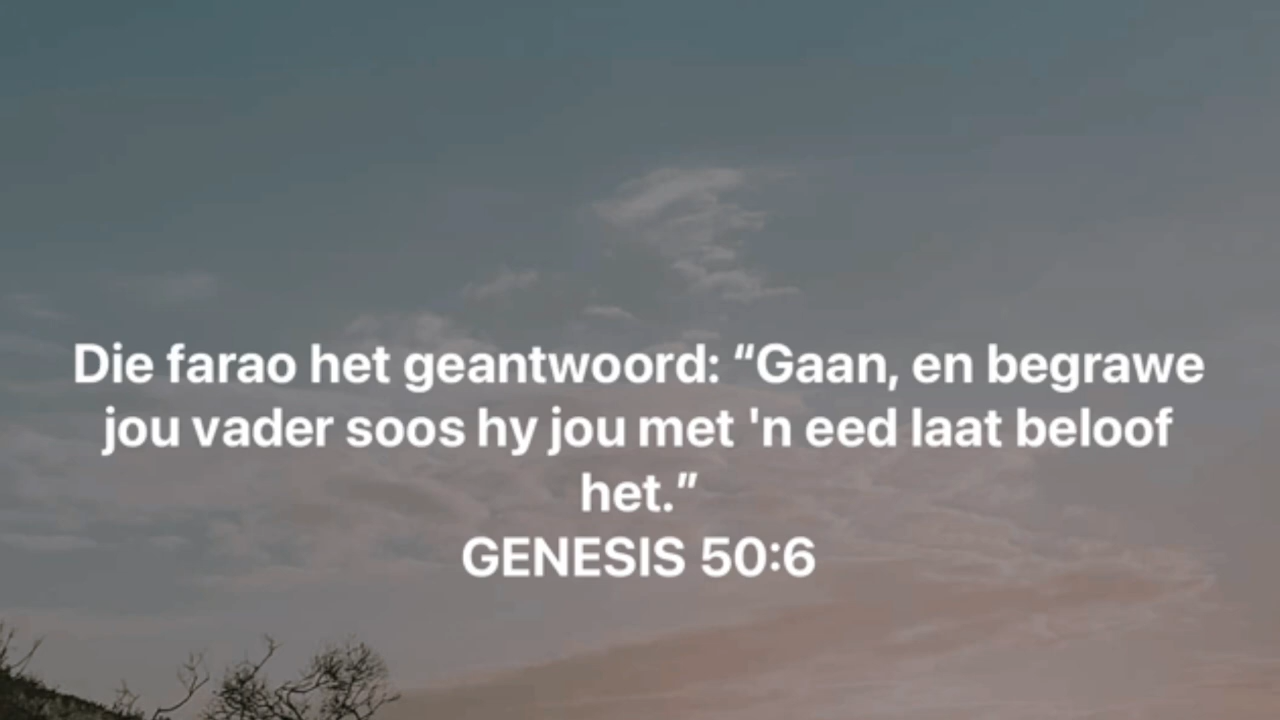 Die farao het geantwoord: “Gaan, en begrawe
jou vader soos hy jou met 'n eed laat beloof
het.”
GENESIS 50:6